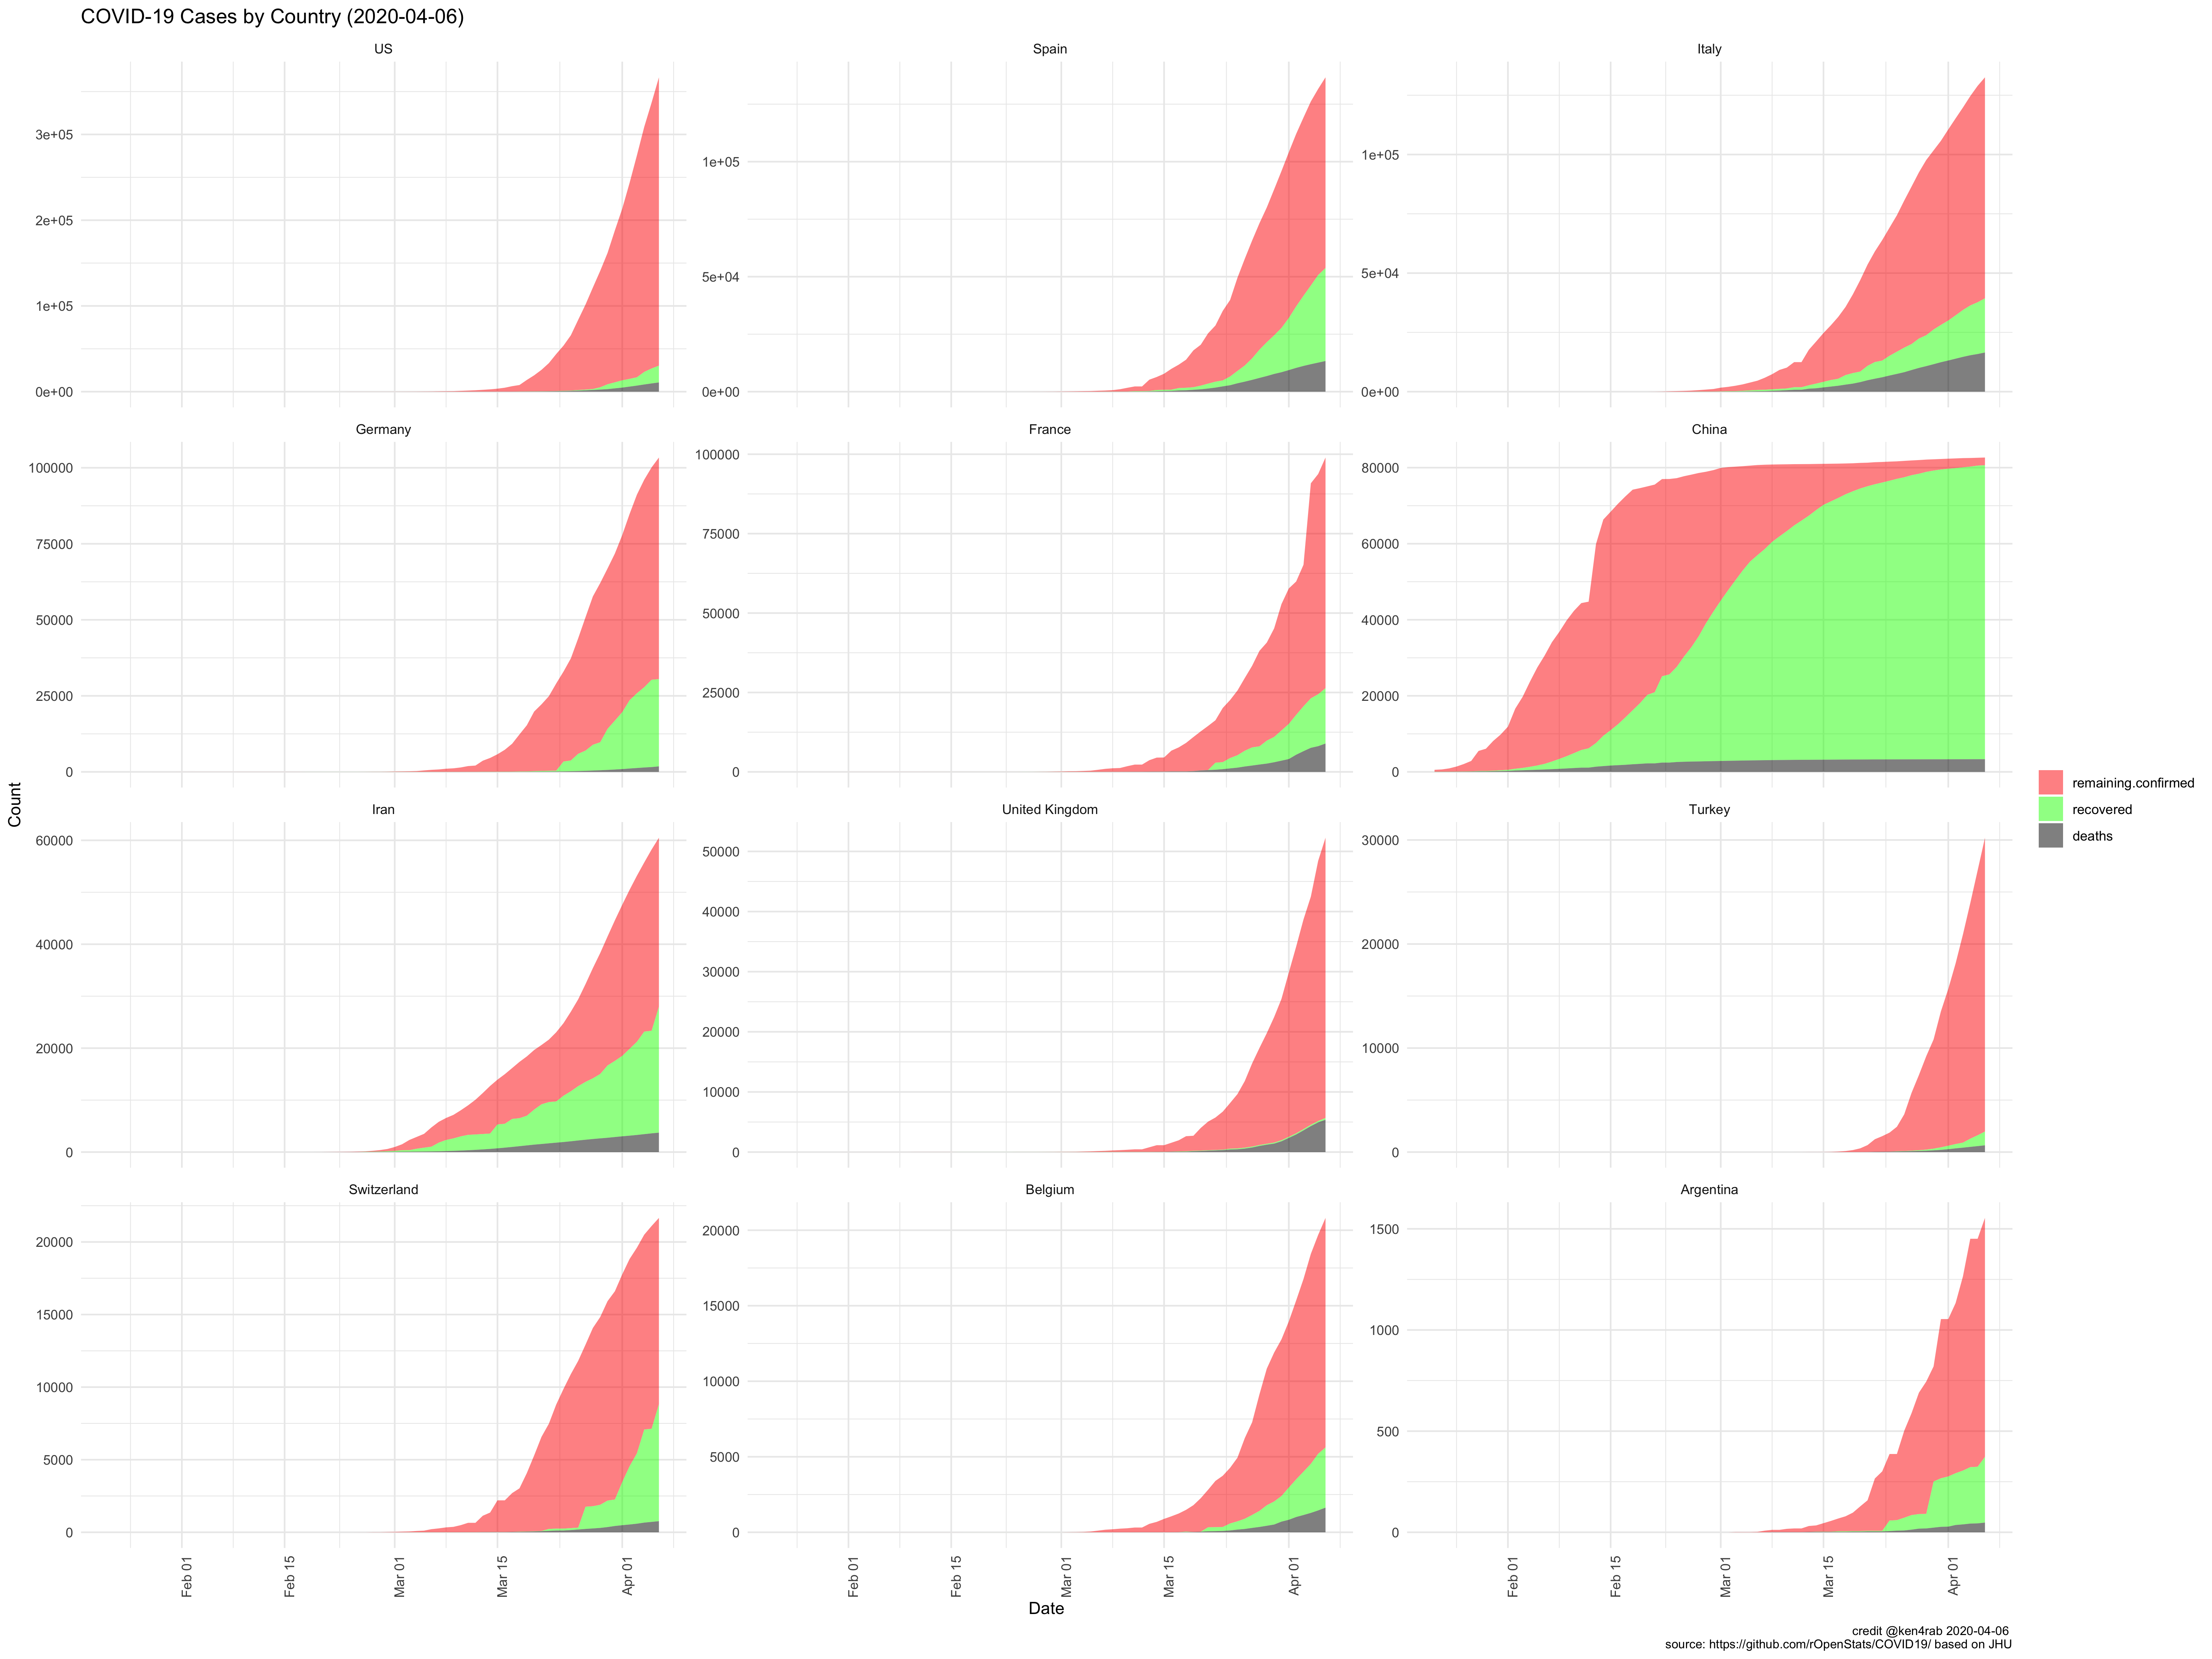 COVID-19 Cases by Country (2020-04-06)
US
Spain
Italy
3e+05
2e+05
1e+05
0e+00
1e+05
5e+04
0e+00
1e+05
5e+04
0e+00
Germany
France
China
100000
75000
50000
25000
0
100000
75000
50000
25000
0
80000
60000
40000
20000
0
Count
remaining.confirmed
recovered
deaths
Iran
United Kingdom
Turkey
60000
40000
20000
0
50000
40000
30000
20000
10000
0
30000
20000
10000
0
Switzerland
Belgium
Argentina
20000
15000
10000
5000
0
20000
15000
10000
5000
0
1500
1000
500
0
Feb 01
Feb 15
Mar 01
Mar 15
Apr 01
Feb 01
Feb 15
Mar 01
Mar 15
Apr 01
Feb 01
Feb 15
Mar 01
Mar 15
Apr 01
Date
credit @ken4rab 2020-04-06
source: https://github.com/rOpenStats/COVID19/ based on JHU